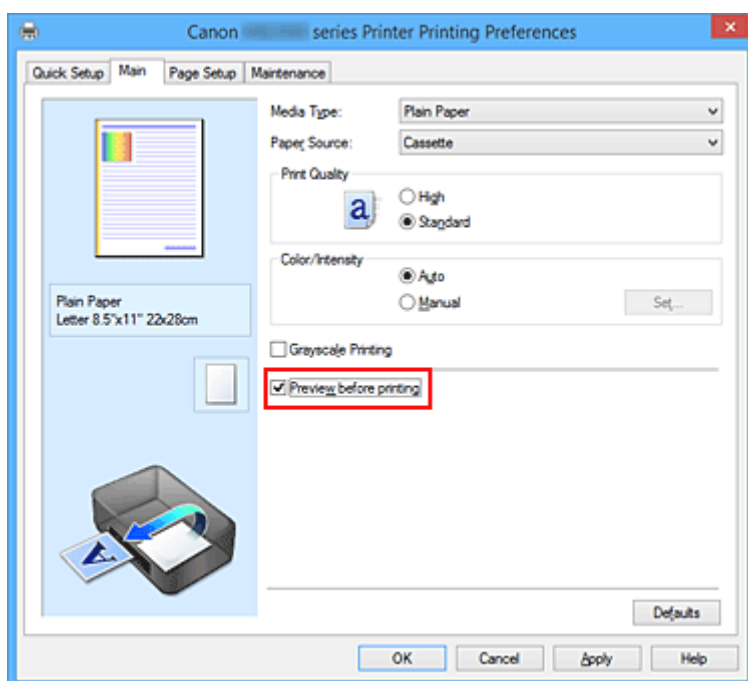 Canon series Printer Printing Preferences
Quick Setup Main Page Setup Maintenance
Media Type: Plain Paper
Paper Source: Cassette
Print Quality
a
High
Standard
Color/Intensity
Auto
Manual Set...
Plain Paper
Letter 8.5"x11" 22x28cm
Grayscale Printing
Preview before printing
A
Defaults
OK Cancel Apply Help